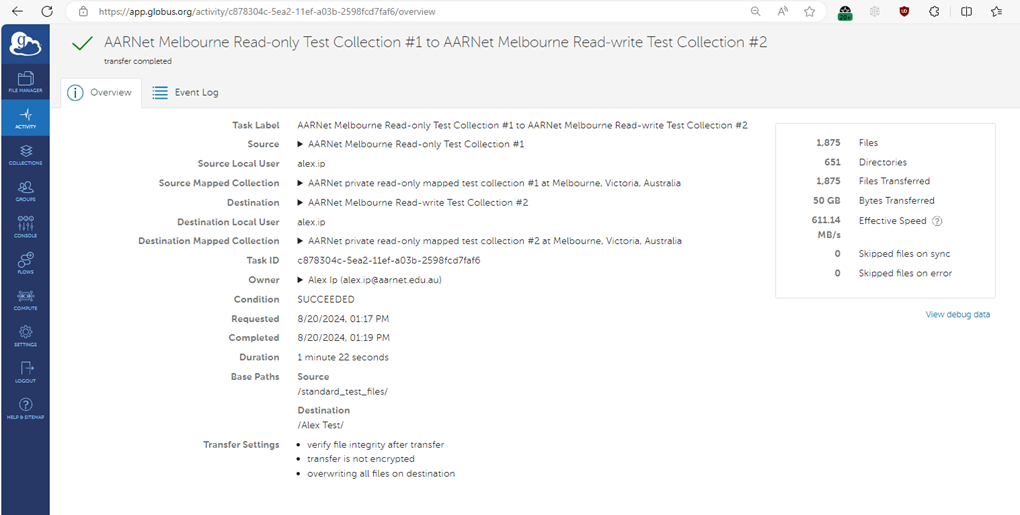 https://app.globus.org/activity/c878304c-5ea2-11ef-a03b-2598fcd7faf6/overview
20+
AARNet Melbourne Read-only Test Collection #1 to AARNet Melbourne Read-write Test Collection #2
transfer completed
FILE MANAGER
ACTIVITY
COLLECTIONS
GROUPS
CONSOLE
FLOWS
COMPUTE
SETTINGS
LOGOUT
HELP & SITEMAP
Overview
Event Log
Task Label AARNet Melbourne Read-only Test Collection #1 to AARNet Melbourne Read-write Test Collection #2
Source ▶ AARNet Melbourne Read-only Test Collection #1
Source Local User alex.ip
Source Mapped Collection ▶ AARNet private read-only mapped test collection #1 at Melbourne, Victoria, Australia
Destination ▶ AARNet Melbourne Read-write Test Collection #2
Destination Local User alex.ip
Destination Mapped Collection ▶ AARNet private read-only mapped test collection #2 at Melbourne, Victoria, Australia
Task ID c878304c-5ea2-11ef-a03b-2598fcd7faf6
Owner ▶ Alex Ip (alex.ip@aarnet.edu.au)
Condition SUCCEEDED
Requested 8/20/2024, 01:17 PM
Completed 8/20/2024, 01:19 PM
Duration 1 minute 22 seconds
Base Paths Source
/standard_test_files/
Destination
/Alex Test/
Transfer Settings • verify file integrity after transfer
• transfer is not encrypted
• overwriting all files on destination
1,875 Files
651 Directories
1,875 Files Transferred
50 GB Bytes Transferred
611.14 Effective Speed ?
MB/s
0 Skipped files on sync
0 Skipped files on error
View debug data